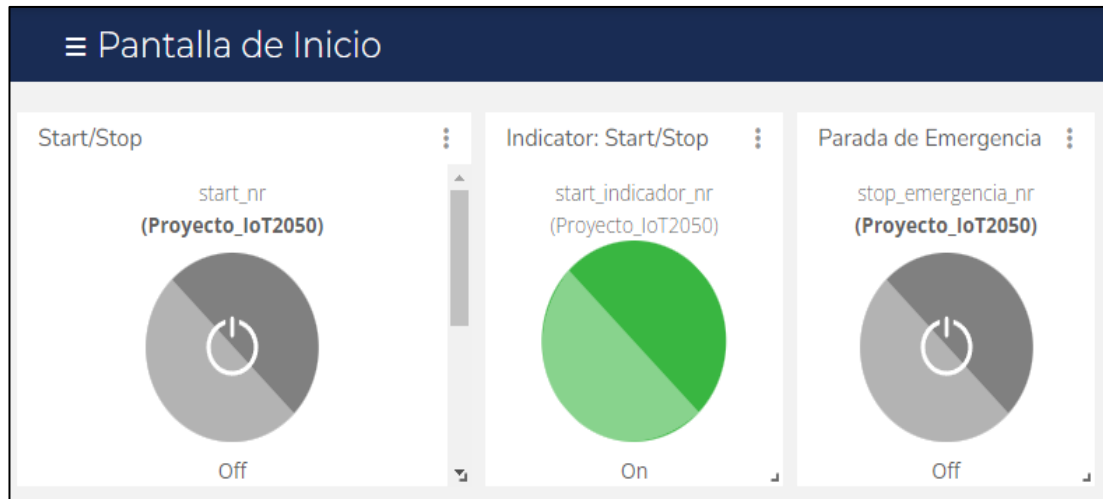 Pantalla de Inicio
Start/Stop
start_nr
(Proyecto_IoT2050)
Off
Indicator: Start/Stop
start_indicador_nr
(Proyecto_IoT2050)
On
Parada de Emergencia
stop_emergencia_nr
(Proyecto_IoT2050)
Off